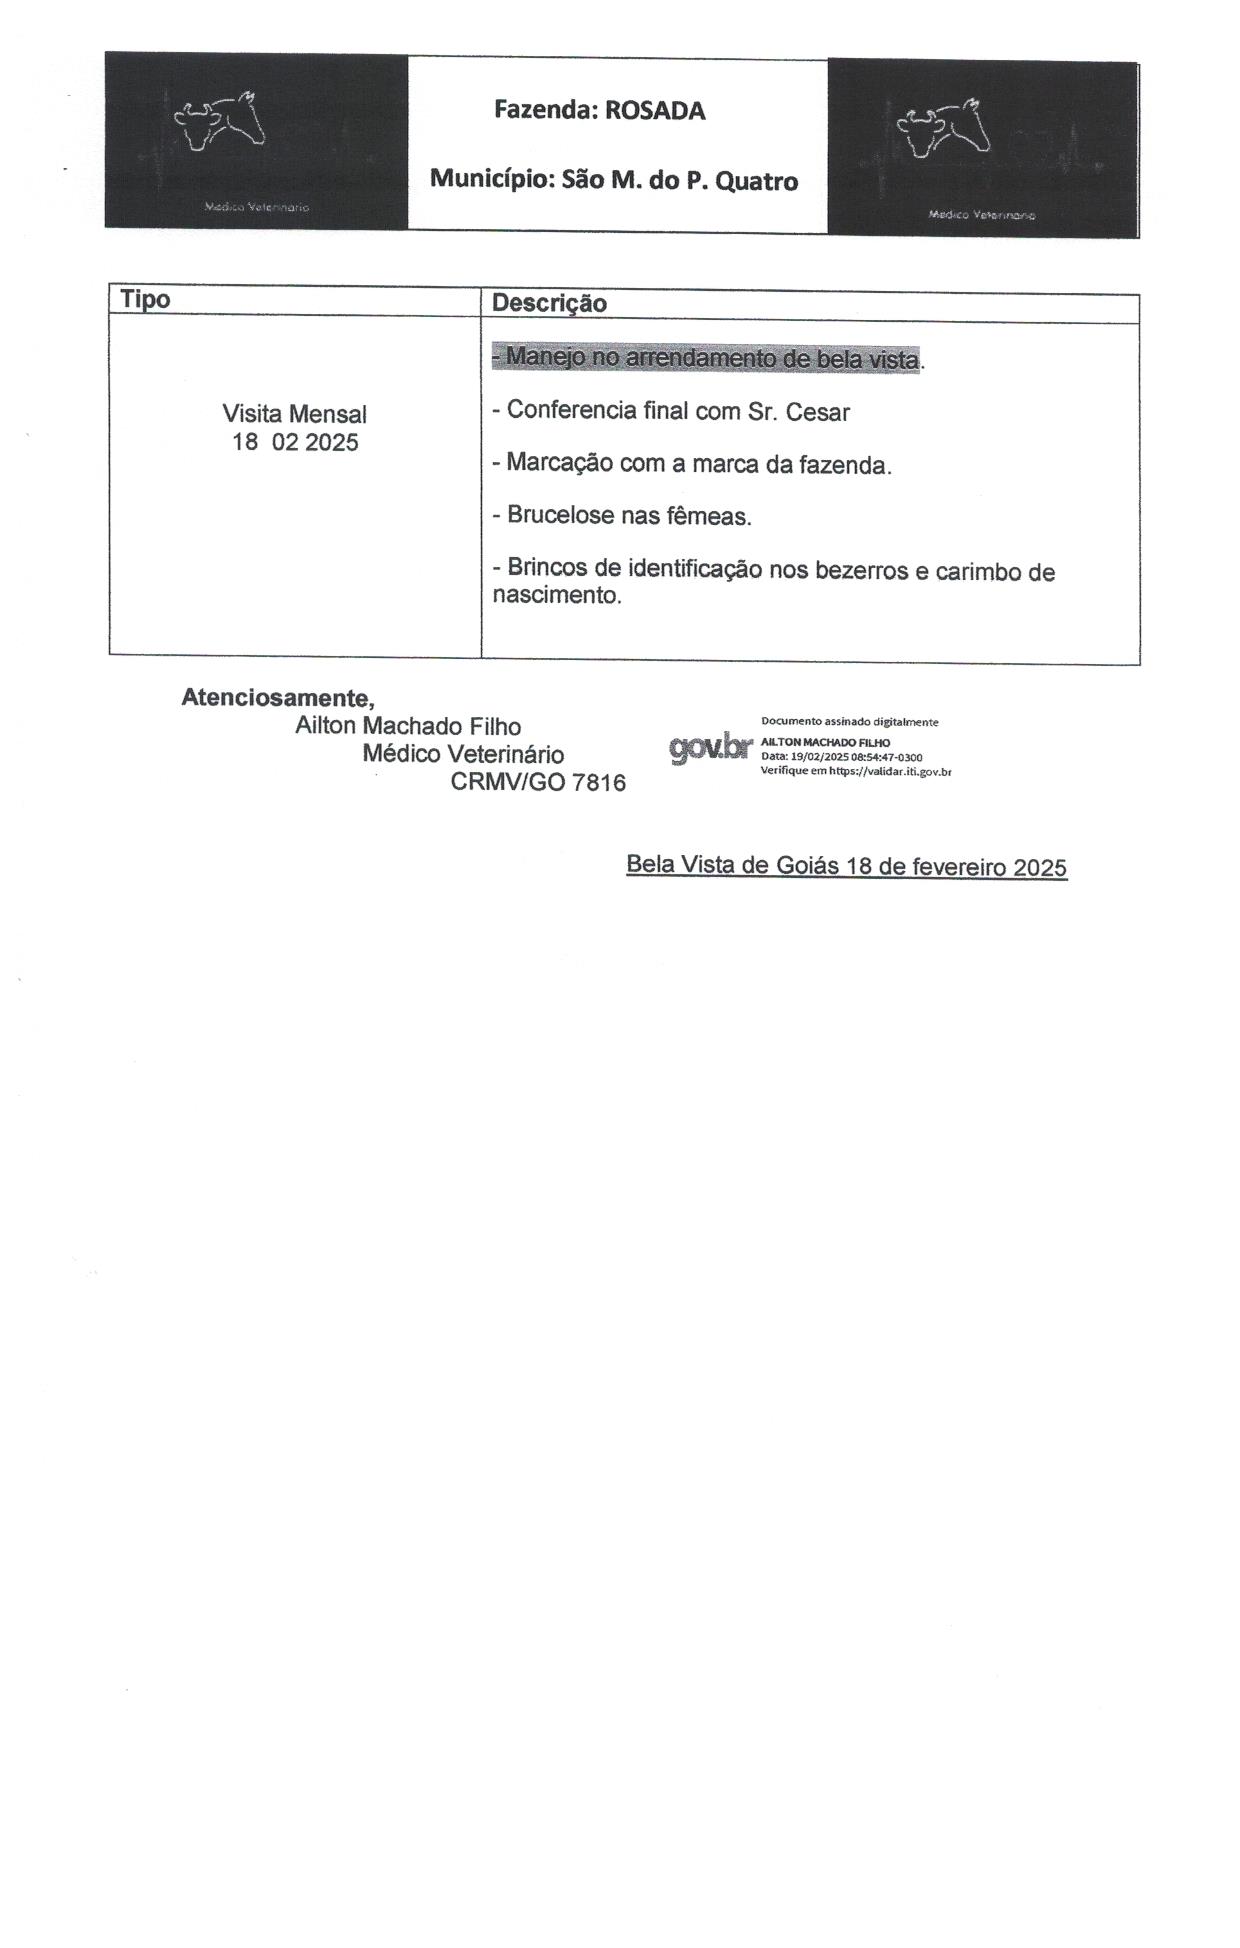 Fazenda: ROSADA
Município: São M. do P. Quatro
Médico Veterinário
Médico Veterinário
Tipo
Descrição
Visita Mensal
18 02 2025
- Manejo no arrendamento de bela vista.
- Conferencia final com Sr. Cesar
- Marcação com a marca da fazenda.
- Brucelose nas fêmeas.
- Brincos de identificação nos bezerros e carimbo de
nascimento.
Atenciosamente,
Ailton Machado Filho
Médico Veterinário
CRMV/GO 7816
gov.br
Documento assinado digitalmente
AILTON MACHADO FILHO
Data: 19/02/2025 08:54:47-0300
Verifique em https://validar.iti.gov.br
Bela Vista de Goiás 18 de fevereiro 2025